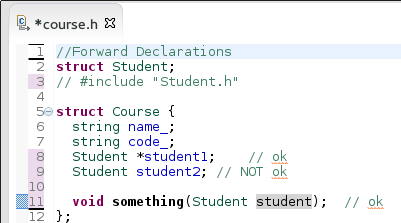 *course.h
1 //Forward Declarations
2 struct Student;
3 // #include "Student.h"
4
5 struct Course {
6 string name_;
7 string code_;
8 Student *student1; // ok
9 Student student2; // NOT ok
10
11 void something(Student student); // ok
12 };